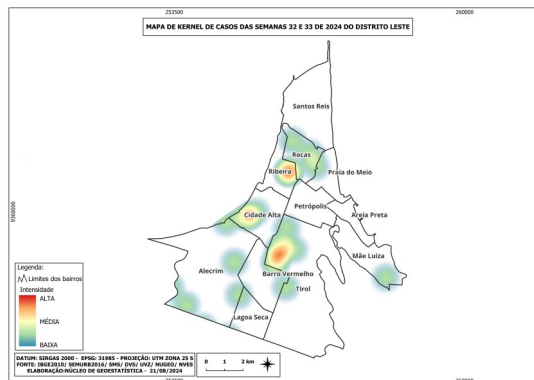 253500
260000
MAPA DE KERNEL DE CASOS DAS SEMANAS 32 E 33 DE 2024 DO DISTRITO LESTE
Santos Reis
Rocas
Ribeira
Praia do Meio
Petrópolis
Cidade Alta
Areia Preta
9360000
9360000
Mãe Luiza
Alecrim
Barro Vermelho
Tirol
Lagoa Seca
Legenda:
Limites dos bairros
Intensidade
ALTA
MÉDIA
BAIXA
DATUM: SIRGAS 2000 - EPSG: 31985 - PROJEÇÃO: UTM ZONA 25 S
FONTE: IBGE2010/ SEMURB2016/ SMS/ DVS/ UVZ/ NUGEO/ NVES
ELABORAÇÃO:NÚCLEO DE GEOESTATÍSTICA - 21/08/2024
0 1 2 km